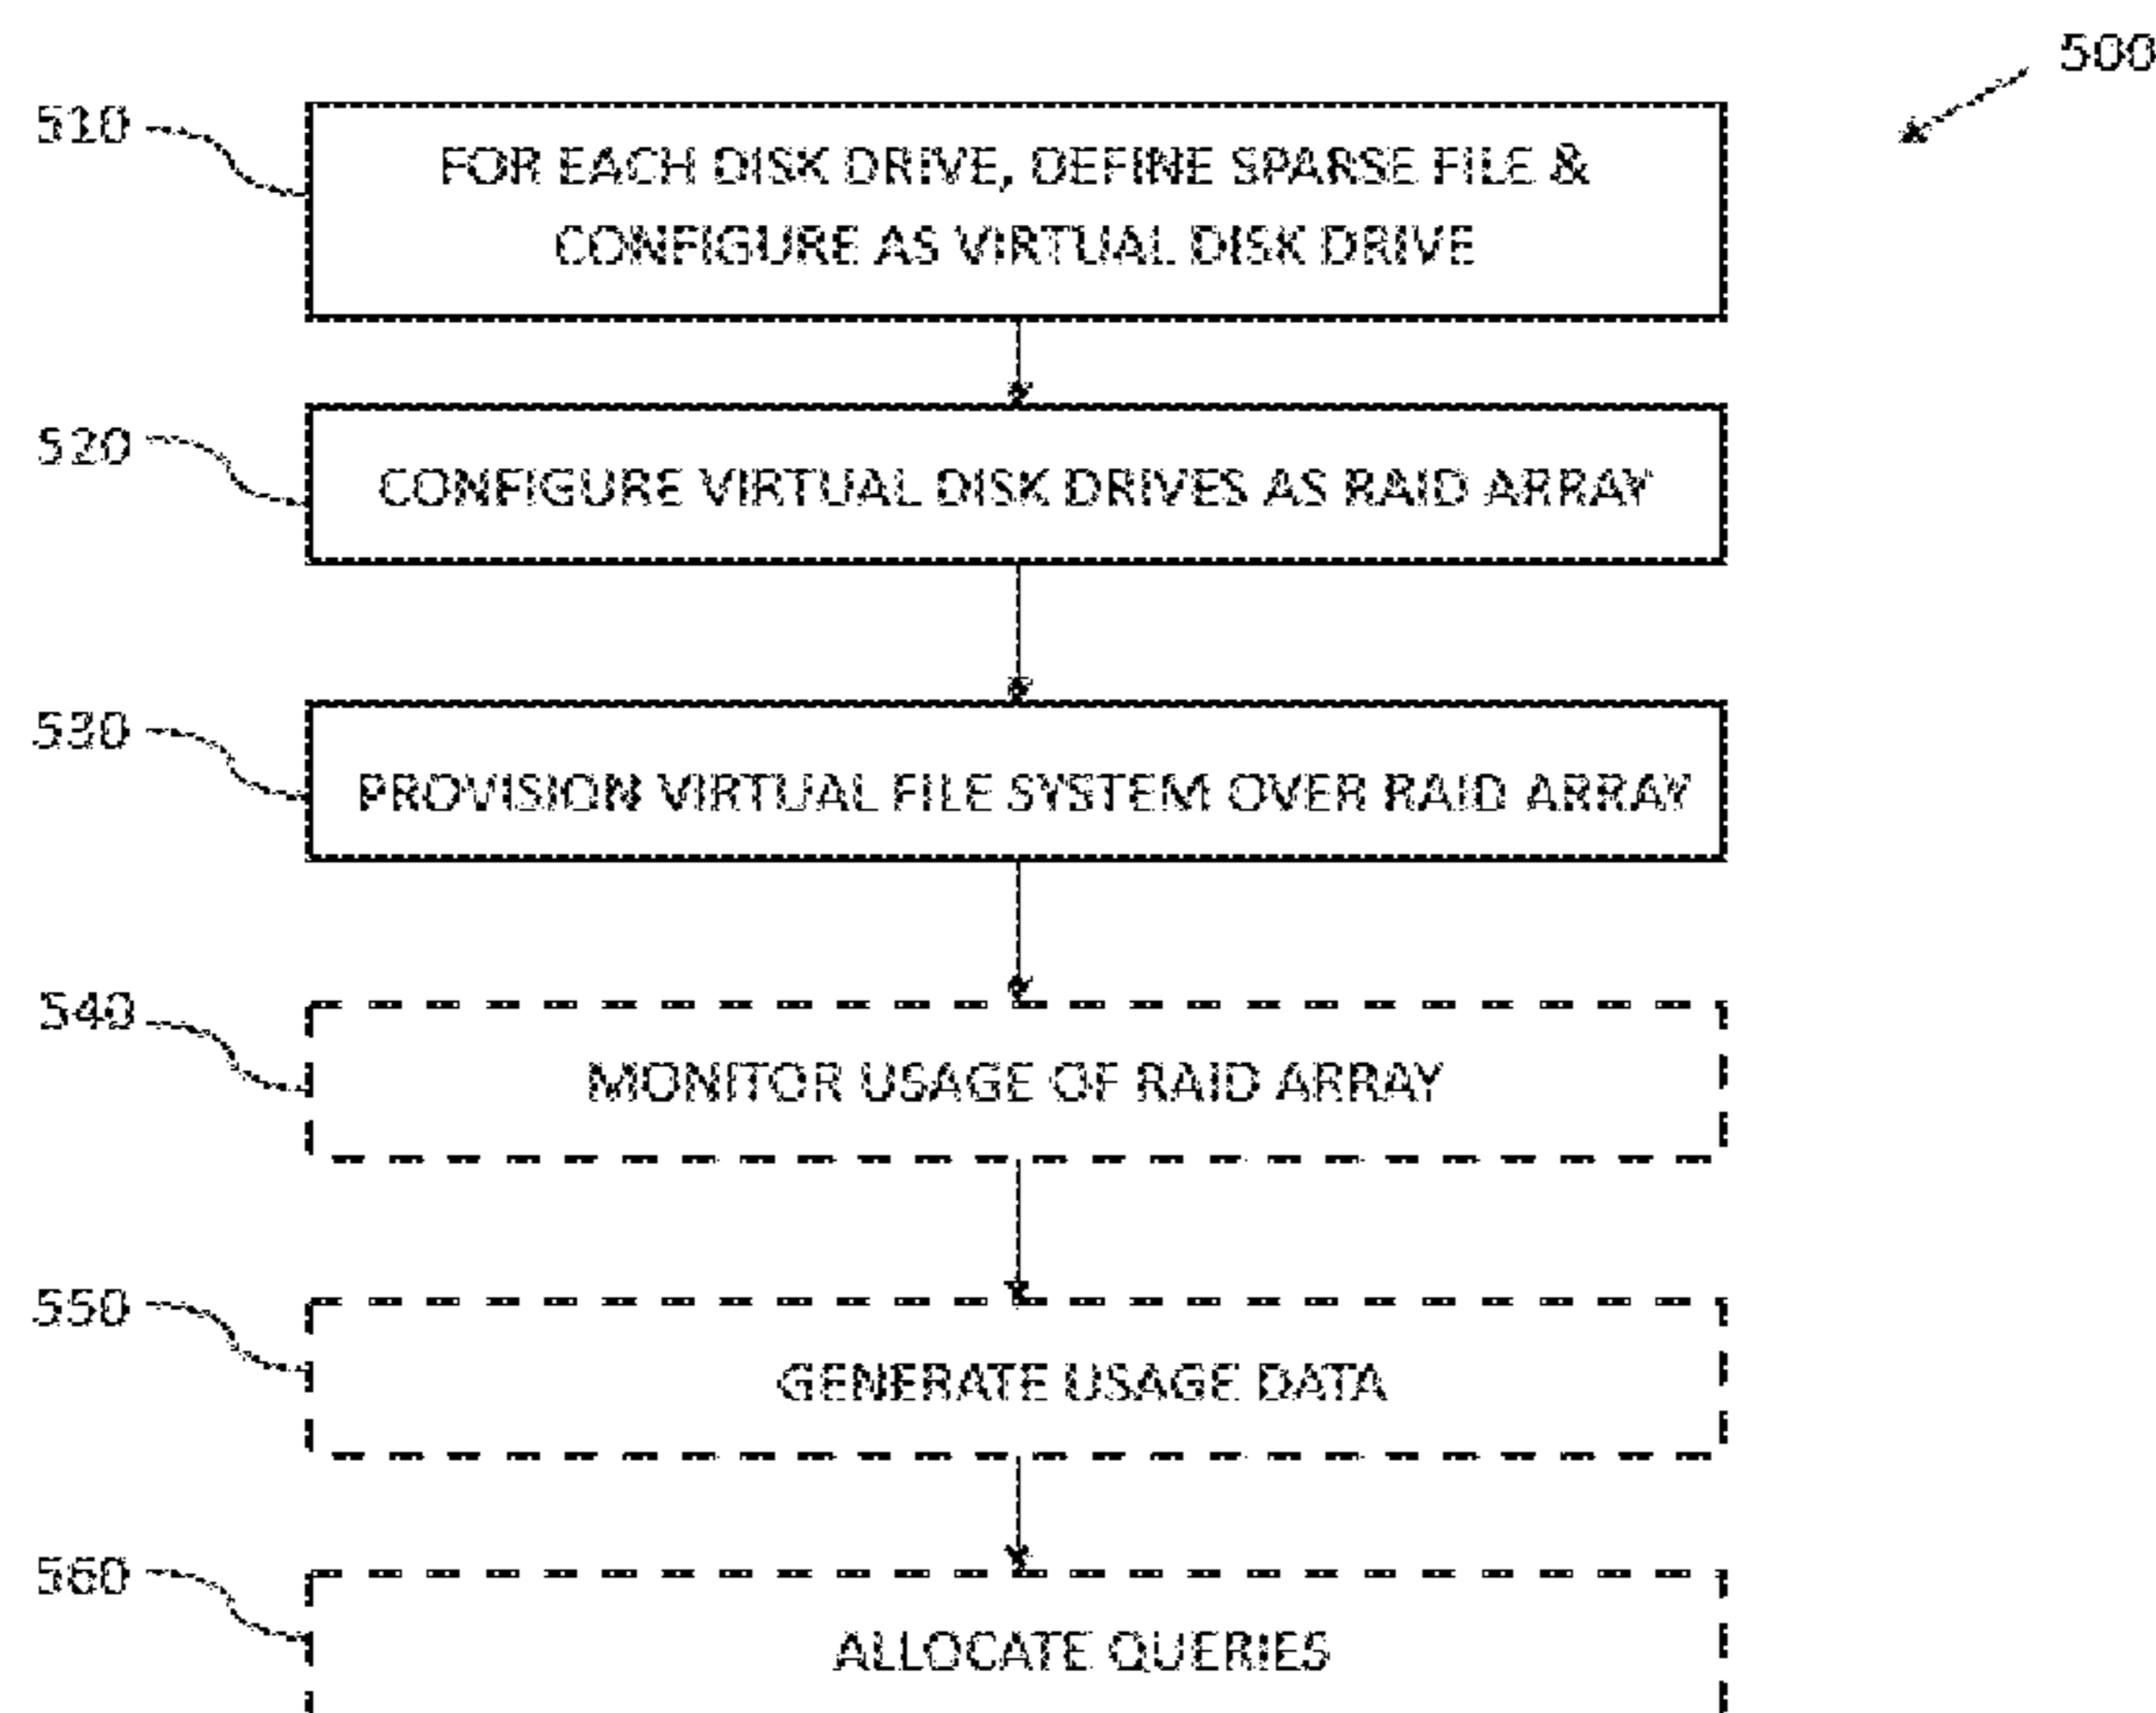 500
510
FOR EACH DISK DRIVE, DEFINE SPARSE FILE &
CONFIGURE AS VIRTUAL DISK DRIVE
520
CONFIGURE VIRTUAL DISK DRIVES AS RAID ARRAY
530
PROVISION VIRTUAL FILE SYSTEM OVER RAID ARRAY
540
MONITOR USAGE OF RAID ARRAY
550
GENERATE USAGE DATA
560
ALLOCATE QUERIES